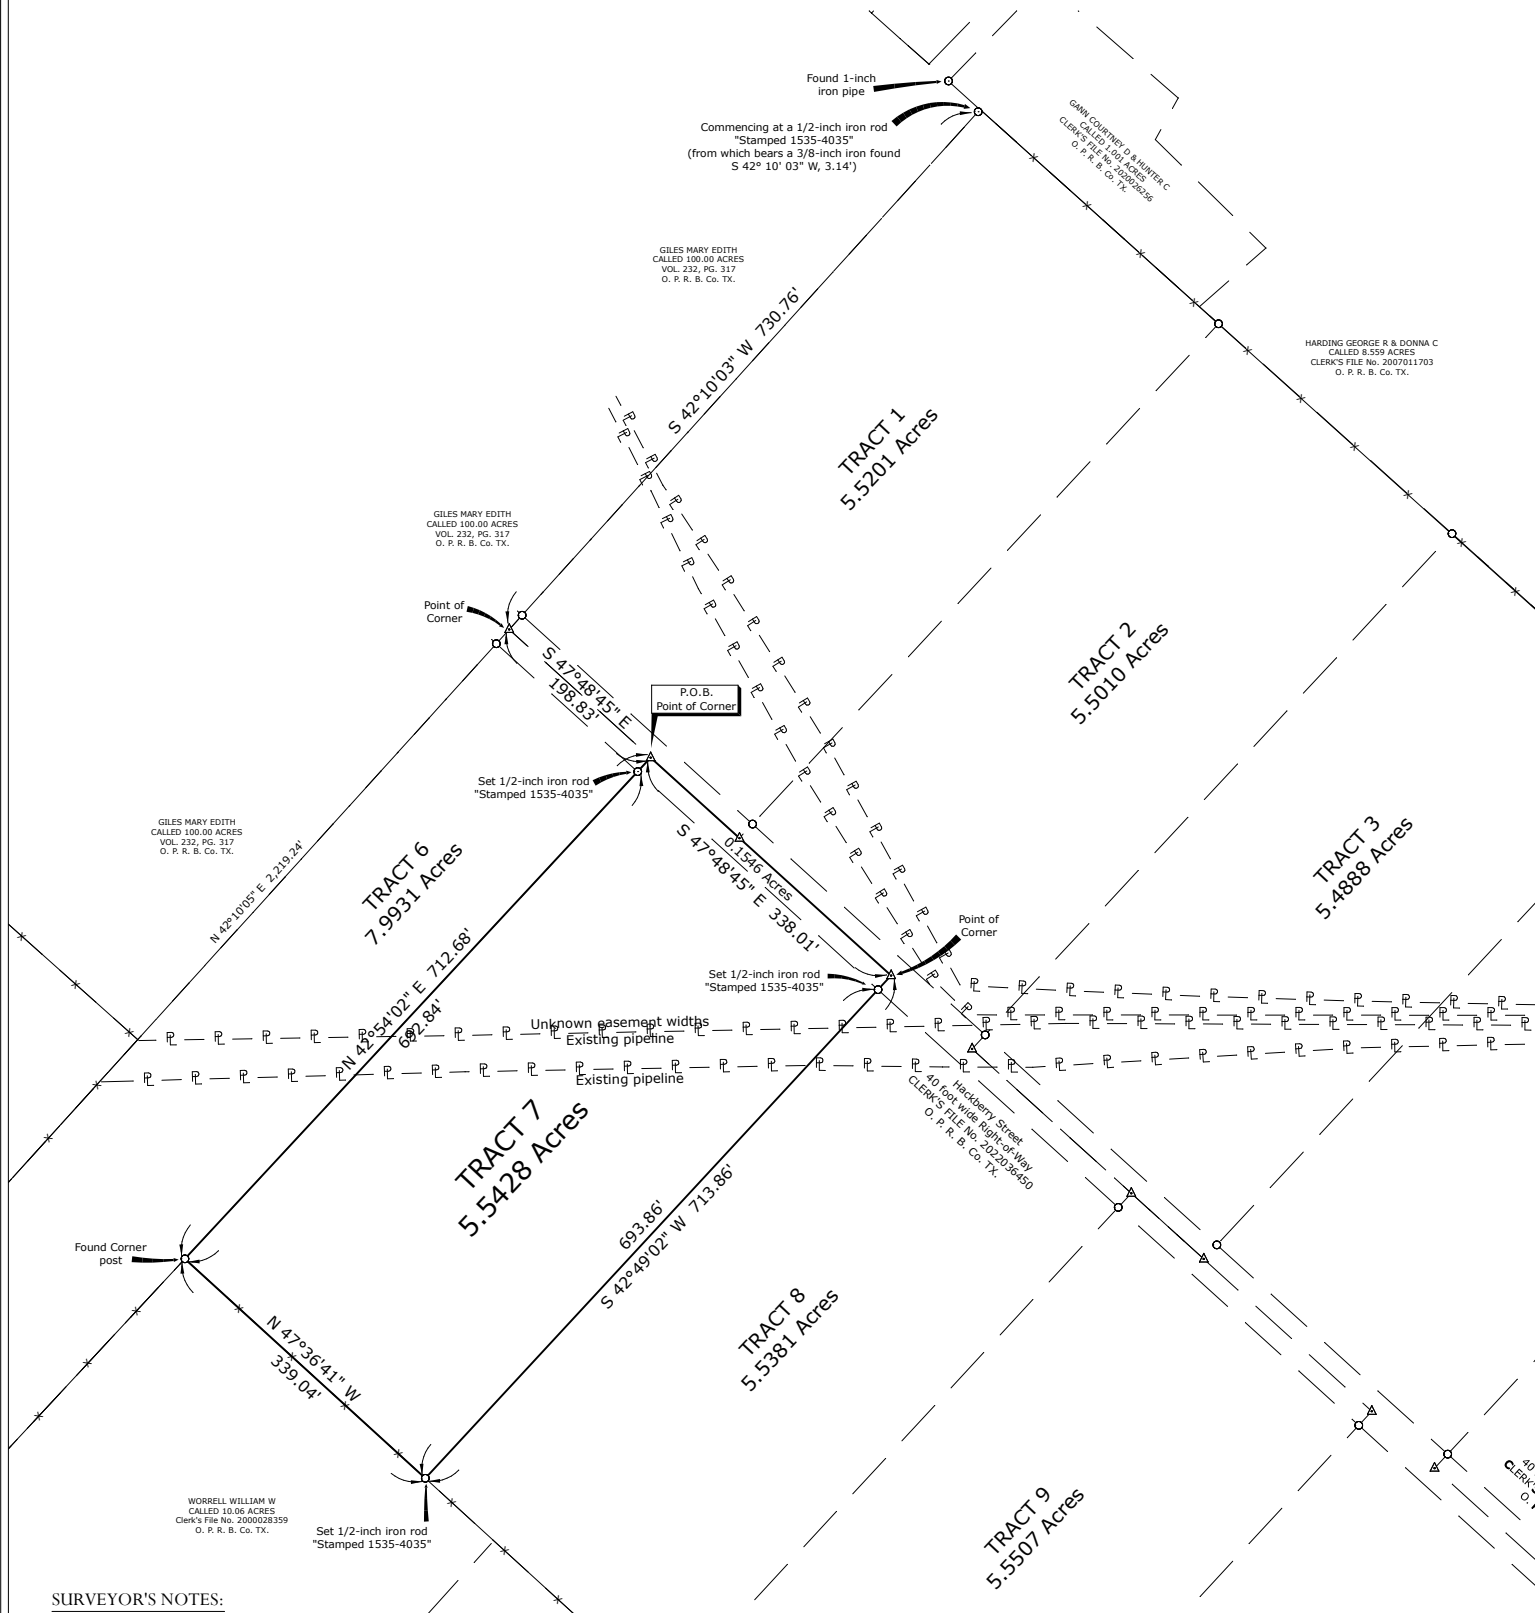 Found 1-inch
iron pipe
Commencing at a 1/2-inch iron rod
"Stamped 1535-4035"
(from which bears a 3/8-inch iron found
S 42° 10' 03" W, 3.14')
GANN COURTNEY D & HUNTER C
CALLED 1.001 ACRES
CLERK'S FILE No. 2020026256
O. P. R. B. Co. TX.
GILES MARY EDITH
CALLED 100.00 ACRES
VOL. 232, PG. 317
O. P. R. B. Co. TX.
S 42°10'03" W 730.76'
HARDING GEORGE R & DONNA C
CALLED 8.559 ACRES
CLERK'S FILE No. 2007011703
O. P. R. B. Co. TX.
TRACT 1
5.5201 Acres
GILES MARY EDITH
CALLED 100.00 ACRES
VOL. 232, PG. 317
O. P. R. B. Co. TX.
Point of
Corner
S 47°48'45" E
198.83'
P.O.B.
Point of Corner
TRACT 2
5.5010 Acres
Set 1/2-inch iron rod
"Stamped 1535-4035"
GILES MARY EDITH
CALLED 100.00 ACRES
VOL. 232, PG. 317
O. P. R. B. Co. TX.
N 42°10'05" E 2,219.24'
TRACT 6
7.9931 Acres
0.1546 Acres
S 47°48'45" E 338.01'
TRACT 3
5.4888 Acres
Point of
Corner
Set 1/2-inch iron rod
"Stamped 1535-4035"
N 42°54'02" E 712.68'
692.84'
Unknown easement widths
Existing pipeline
Existing pipeline
Hackberry Street
40 foot wide Right-of-Way
CLERK'S FILE No. 2022036450
O. P. R. B. Co. TX.
TRACT 7
5.5428 Acres
693.86'
S 42°49'02" W 713.86'
Found Corner
post
N 47°36'41" W
339.04'
TRACT 8
5.5381 Acres
WORRELL WILLIAM W
CALLED 10.06 ACRES
Clerk's File No. 2000028359
O. P. R. B. Co. TX.
Set 1/2-inch iron rod
"Stamped 1535-4035"
TRACT 9
5.5507 Acres
40
CLERK'S
O.
SURVEYOR'S NOTES: